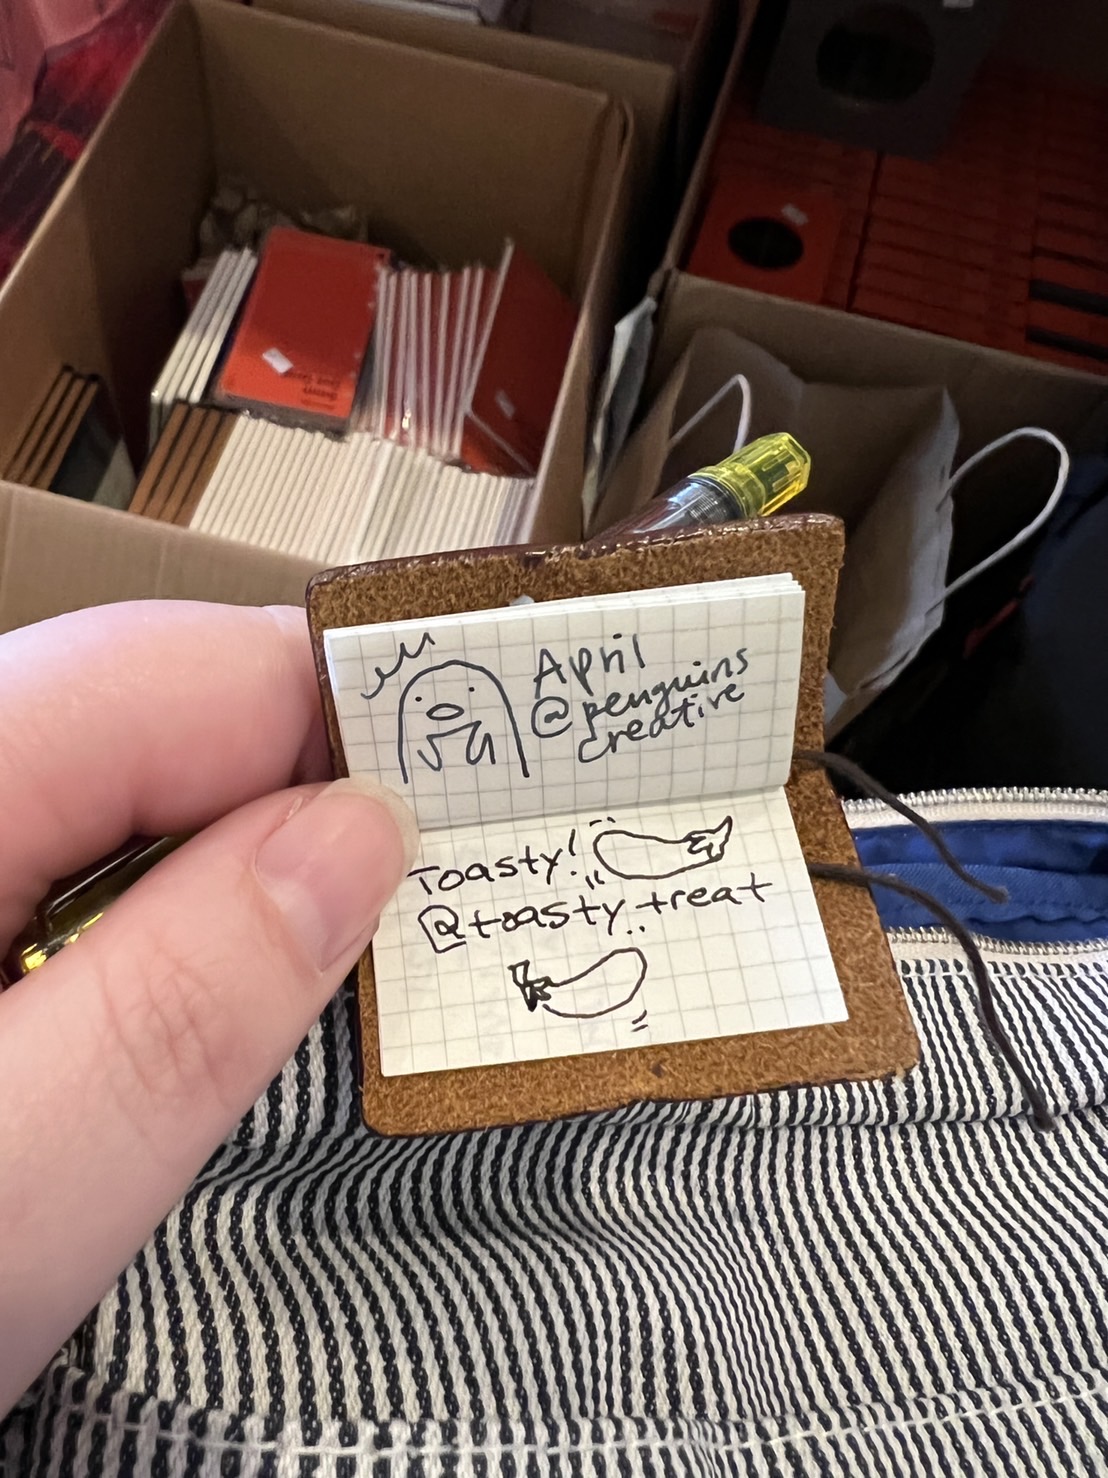 April
@penguins
creative
Toasty!
@toasty.treat